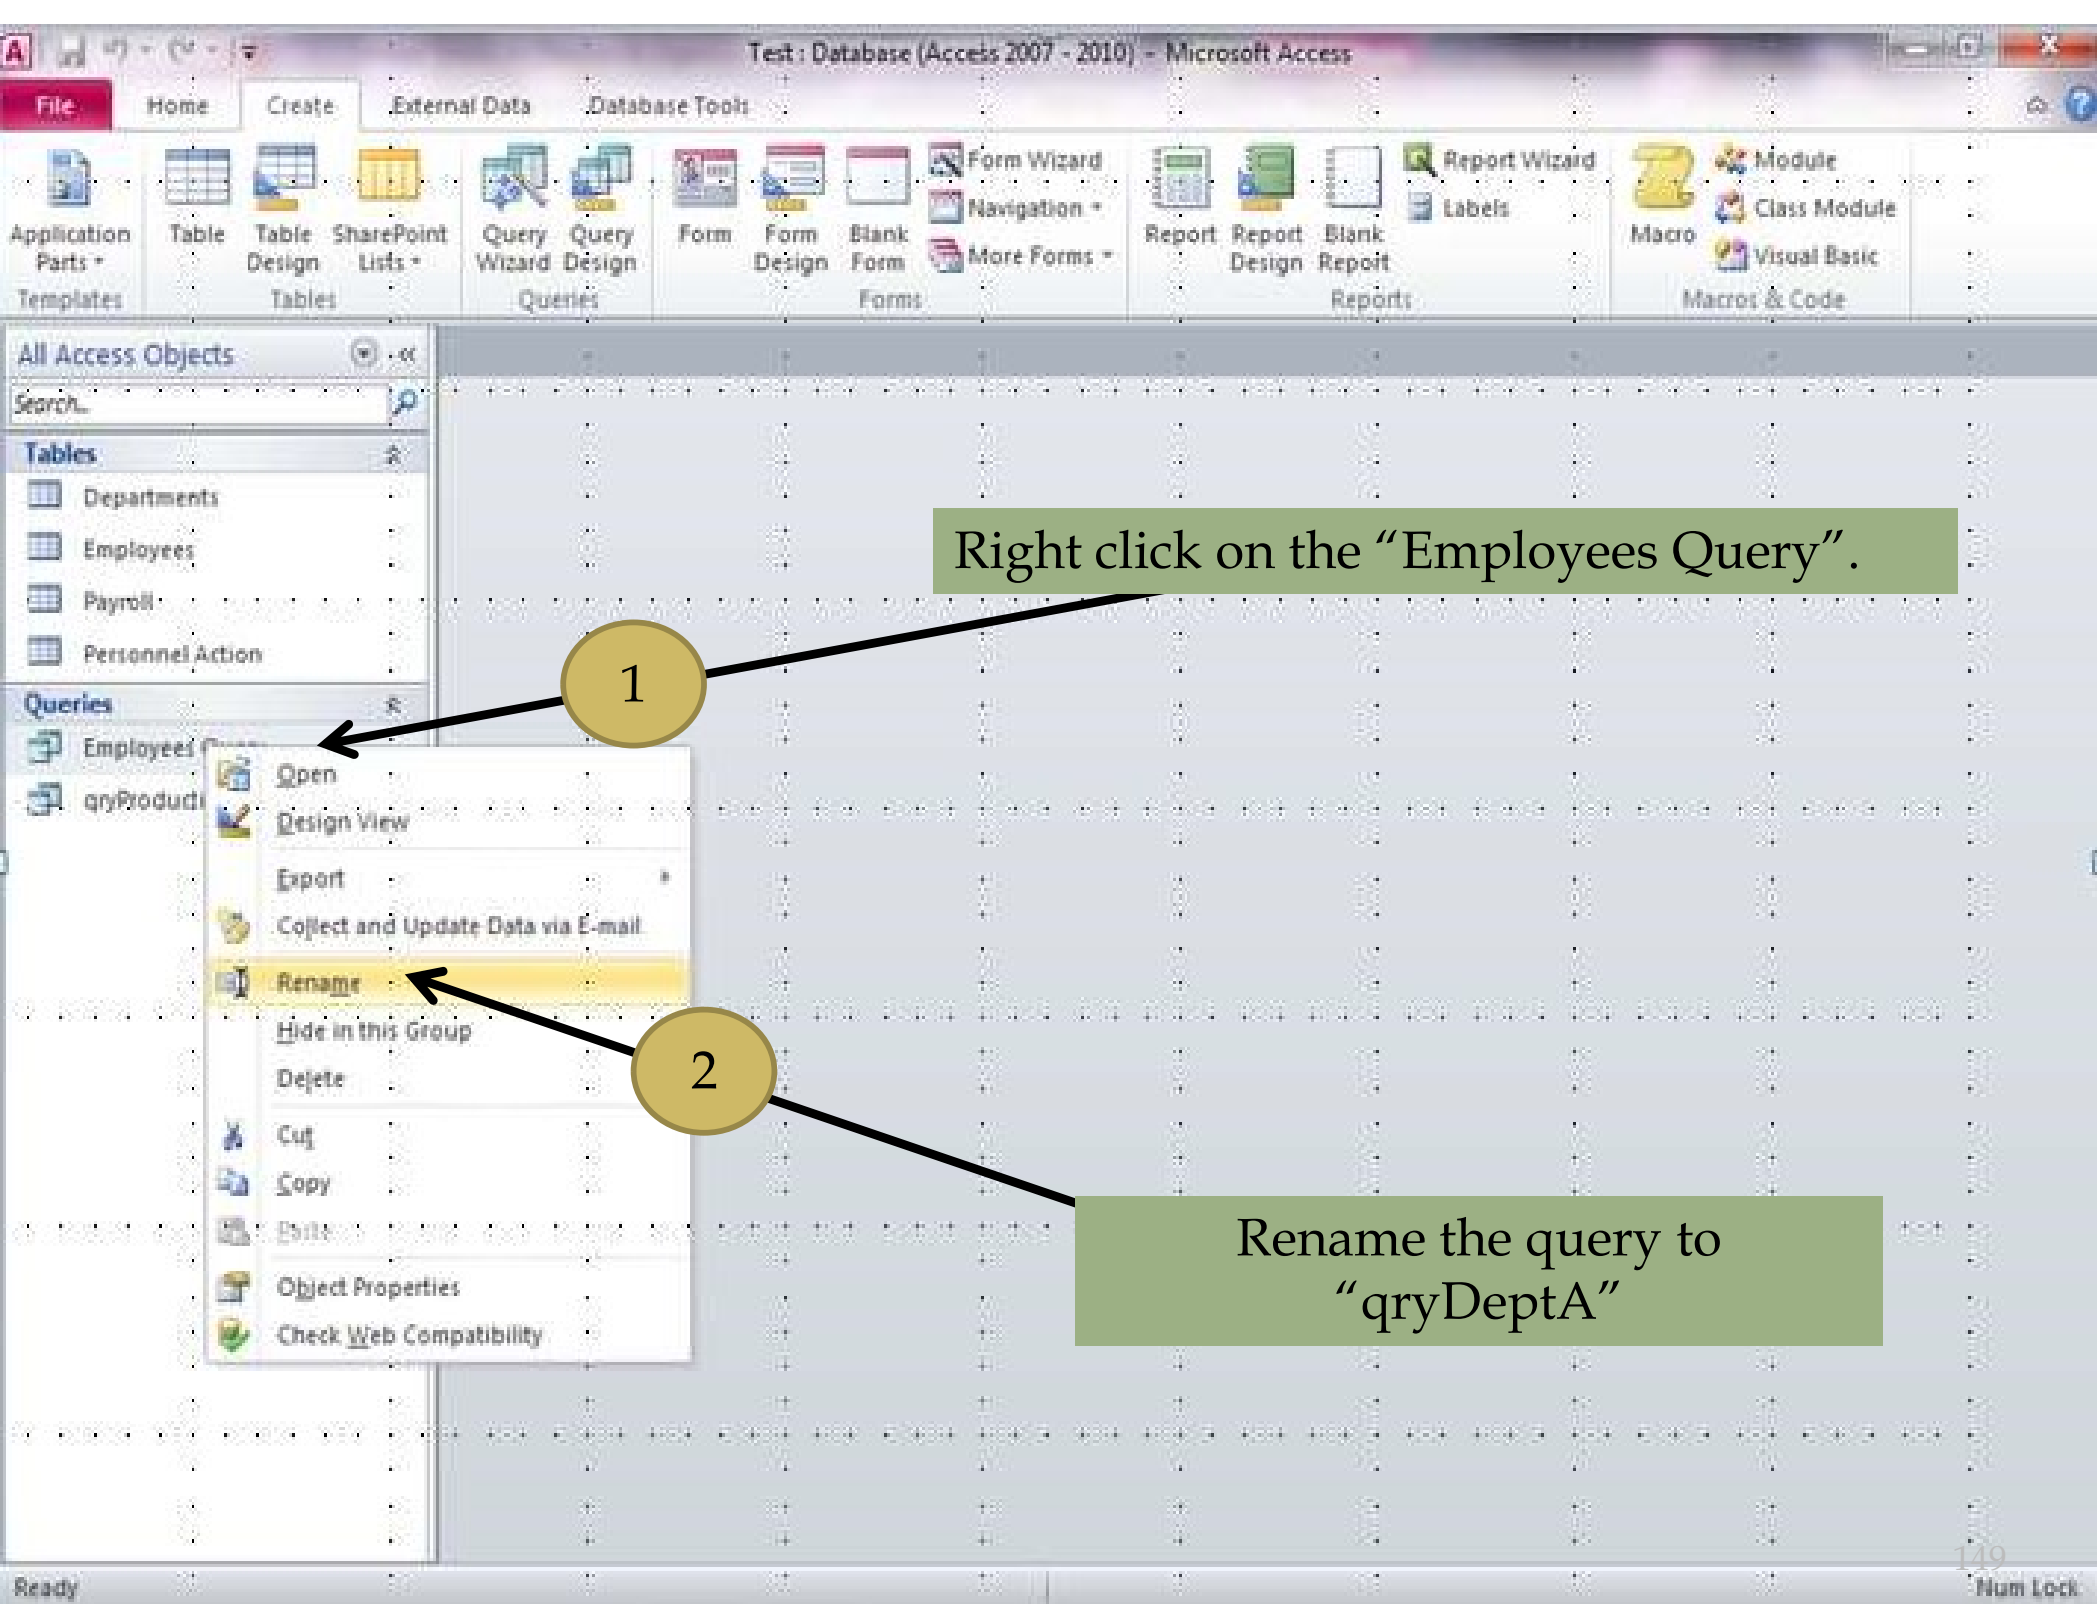 Test : Database (Access 2007 - 2010) - Microsoft Access
File Home Create External Data Database Tools
Application Parts
Table
Table Design
SharePoint Lists
Query Wizard
Query Design
Form
Form Design
Blank Form
Form Wizard
Navigation
More Forms
Report
Report Design
Blank Report
Report Wizard
Labels
Macro
Module
Class Module
Visual Basic
Templates Tables Queries Forms Reports Macros & Code
All Access Objects
Search...
Tables
Departments
Employees
Payroll
Personnel Action
Queries
Employees
qryProducti
Open
Design View
Export
Collect and Update Data via E-mail
Rename
Hide in this Group
Delete
Cut
Copy
Paste
Object Properties
Check Web Compatibility
Right click on the “Employees Query”.
1
2
Rename the query to
“qryDeptA”
149
Ready
Num Lock